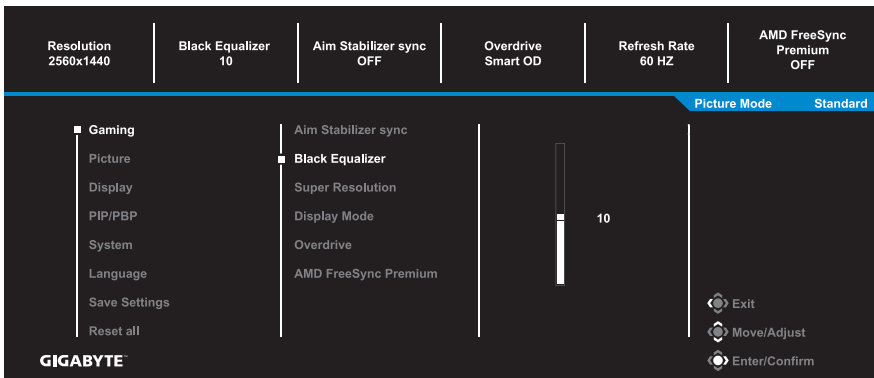 Resolution
2560x1440
Black Equalizer
10
Aim Stabilizer sync
OFF
Overdrive
Smart OD
Refresh Rate
60 HZ
AMD FreeSync
Premium
OFF
Picture Mode Standard
Gaming
Picture
Display
PIP/PBP
System
Language
Save Settings
Reset all
Aim Stabilizer sync
Black Equalizer
Super Resolution
Display Mode
Overdrive
AMD FreeSync Premium
10
Exit
Move/Adjust
Enter/Confirm
GIGABYTE™